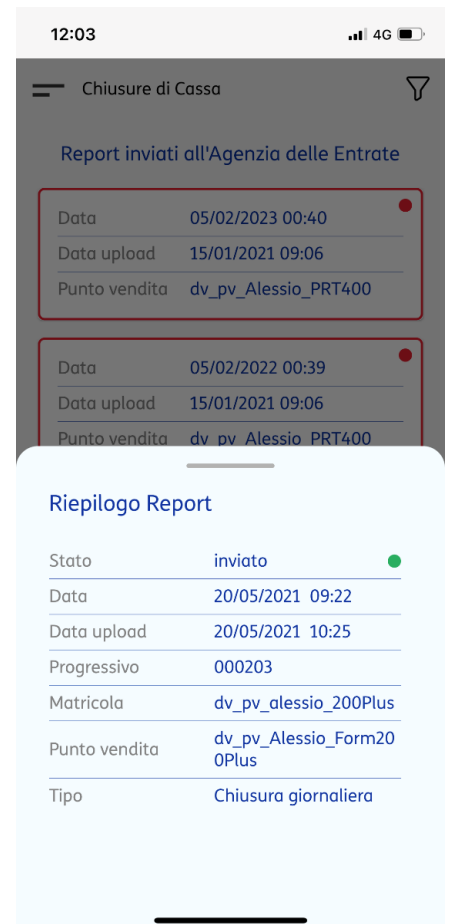 12:03 4G
Chiusure di Cassa
Report inviati all'Agenzia delle Entrate
Data 05/02/2023 00:40
Data upload 15/01/2021 09:06
Punto vendita dv_pv_Alessio_PRT400
Data 05/02/2022 00:39
Data upload 15/01/2021 09:06
Punto vendita dv_pv_Alessio_PRT400
Riepilogo Report
Stato inviato
Data 20/05/2021 09:22
Data upload 20/05/2021 10:25
Progressivo 000203
Matricola dv_pv_alessio_200Plus
Punto vendita dv_pv_Alessio_Form20
0Plus
Tipo Chiusura giornaliera